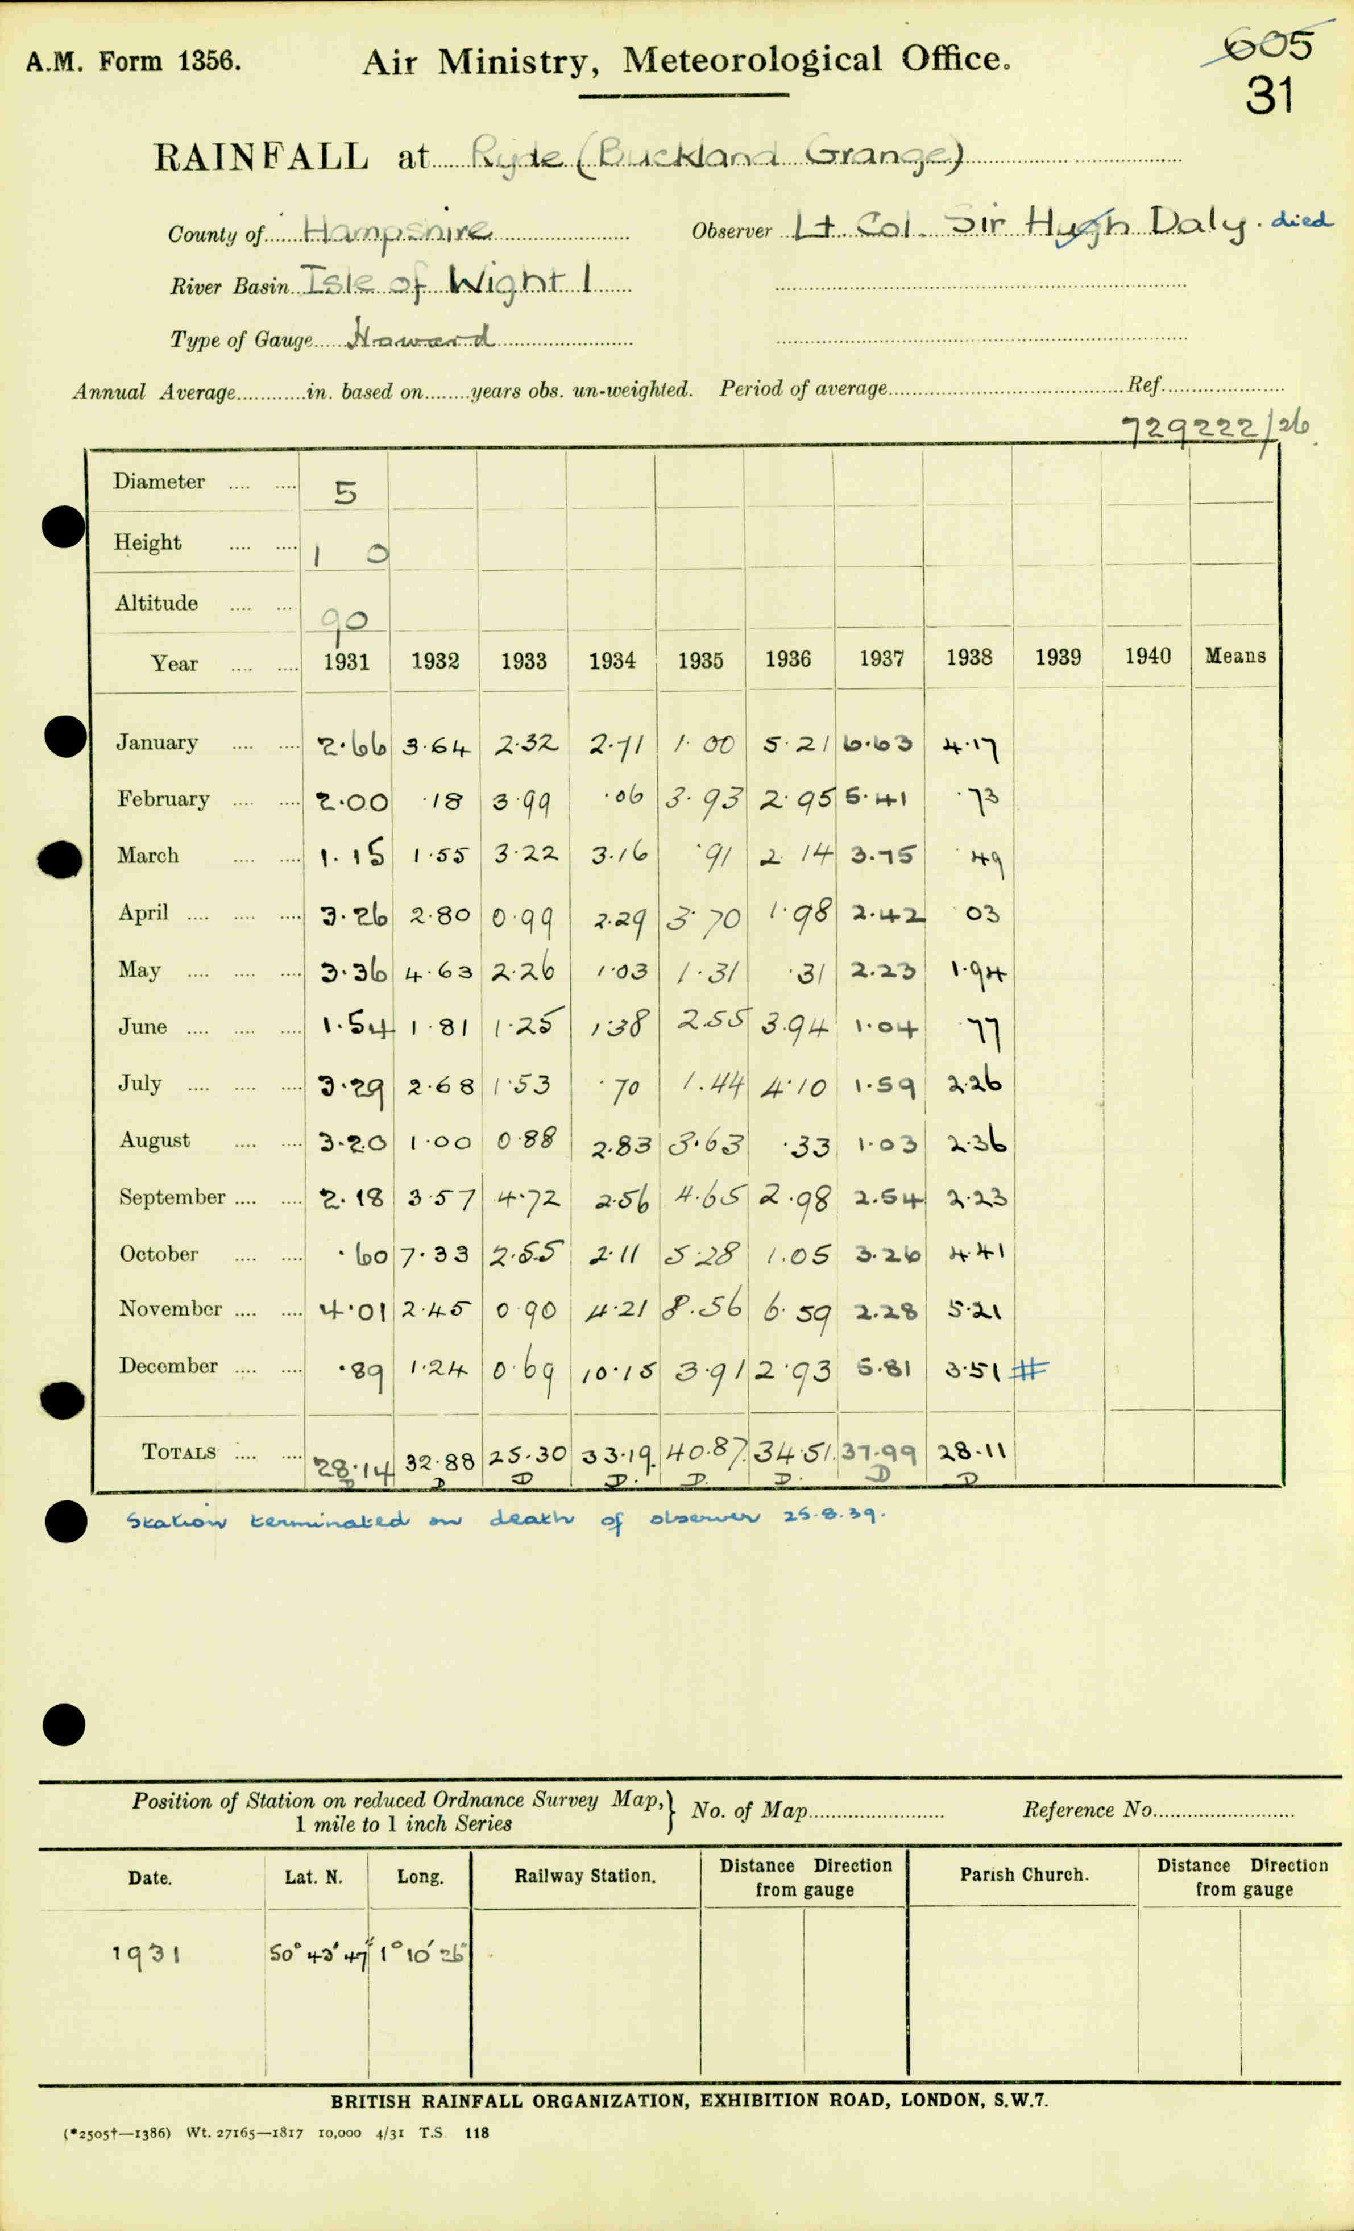 A.M. Form 1356. Air Ministry, Meteorological Office. 605
31
RAINFALL at Ryde (Buckland Grange)
County of Hampshire Observer Lt Col. Sir Hugh Daly. died
River Basin Isle of Wight 1
Type of Gauge Howard
Annual Average in. based on years obs. un-weighted. Period of average Ref.
729222/26.
Diameter 5
Height 1 0
Altitude 90
Year 1931 1932 1933 1934 1935 1936 1937 1938 1939 1940 Means
January 2.66 3.64 2.32 2.71 1.00 5.21 6.63 4.17
February 2.00 .18 3.99 .06 3.93 2.95 5.41 .73
March 1.15 1.55 3.22 3.16 .91 2 14 3.75 .49
April 3.26 2.80 0.99 2.29 3.70 1.98 2.42 03
May 3.36 4.63 2.26 1.03 1.31 .31 2.23 1.94
June 1.54 1.81 1.25 1.38 2.55 3.94 1.04 .77
July 3.29 2.68 1.53 .70 1.44 4.10 1.59 2.26
August 3.20 1.00 0.88 2.83 3.63 .33 1.03 2.36
September 2.18 3.57 4.72 2.56 4.65 2.98 2.54 2.23
October .60 7.33 2.55 2.11 5.28 1.05 3.26 4.41
November 4.01 2.45 0.90 4.21 8.56 6.59 2.28 5.21
December .89 1.24 0.69 10.15 3.91 2.93 5.81 3.51 #
TOTALS 28.14 32.88 25.30 33.19. 40.87. 34.51. 37.99 28.11
D D D D. D. D. D D
Station terminated on death of observer 25.8.39.
Position of Station on reduced Ordnance Survey Map, } No. of Map Reference No.
1 mile to 1 inch Series
Date. Lat. N. Long. Railway Station. Distance Direction from gauge Parish Church. Distance Direction from gauge
1931 50° 43' 47" 1° 10' 26"
BRITISH RAINFALL ORGANIZATION, EXHIBITION ROAD, LONDON, S.W.7.
(*2505†—1386) Wt. 27165—1817 10,000 4/31 T.S. 118